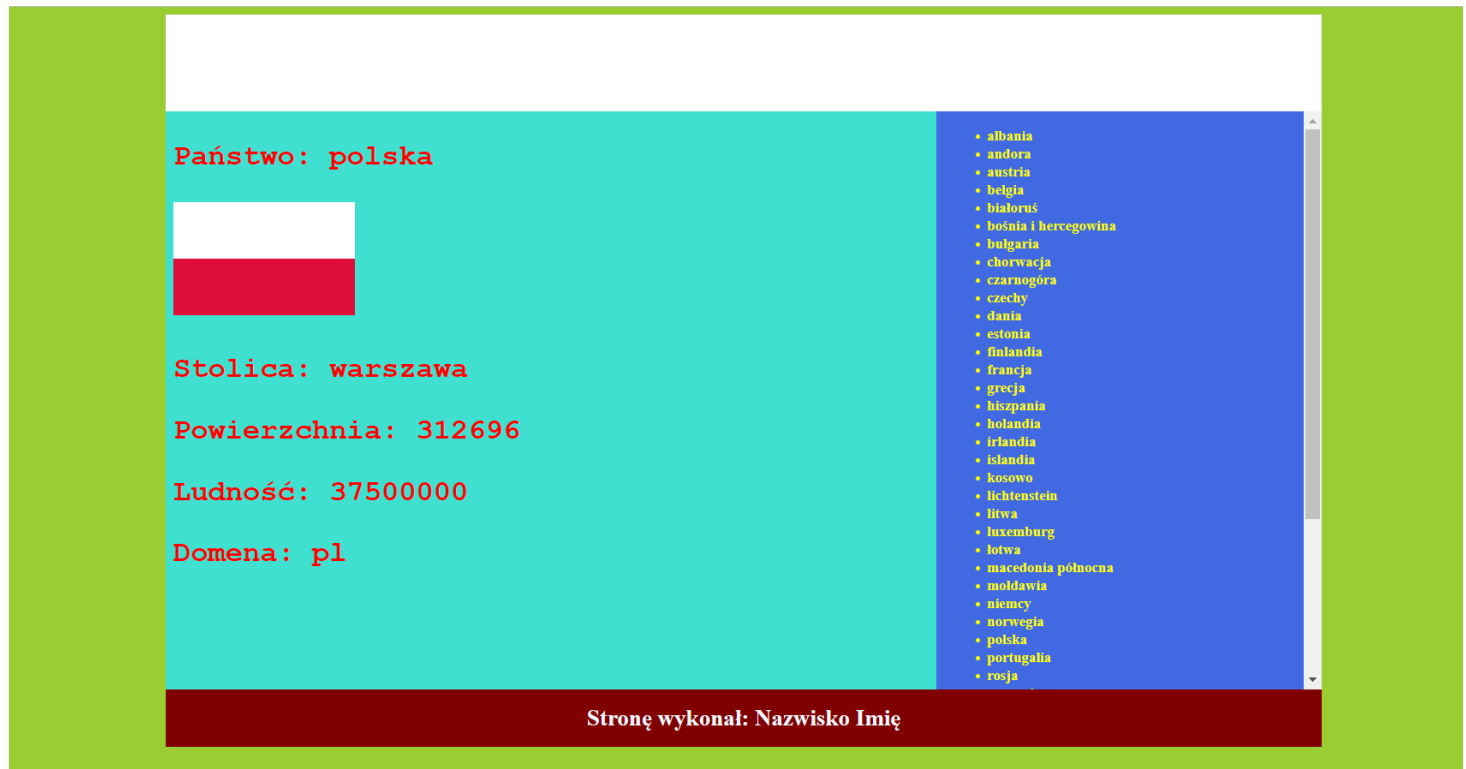 Państwo: polska
Stolica: warszawa
Powierzchnia: 312696
Ludność: 37500000
Domena: pl
albania
andora
austria
belgia
białoruś
bośnia i hercegowina
bułgaria
chorwacja
czarnogóra
czechy
dania
estonia
finlandia
francja
grecja
hiszpania
holandia
irlandia
islandia
kosowo
lichtenstein
litwa
luxemburg
łotwa
macedonia północna
mołdawia
niemcy
norwegia
polska
portugalia
rosja
Stronę wykonał: Nazwisko Imię